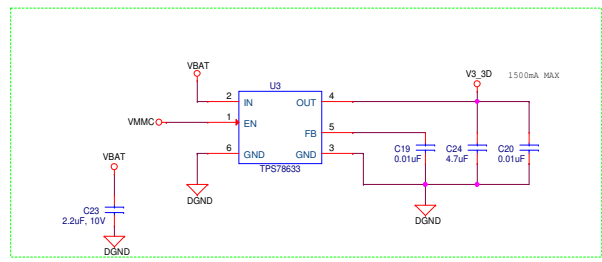 VBAT
U3
V3_3D
1500mA MAX
2 IN OUT 4
VMMC 1 EN
FB 5
6 GND GND 3
TPS78633
C19 0.01uF
C24 4.7uF
C20 0.01uF
VBAT
DGND
C23
2.2uF, 10V
DGND
DGND